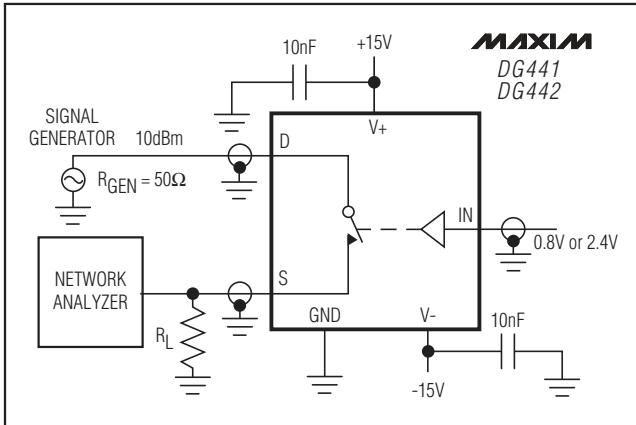 10nF
+15V
MAXIM
DG441
DG442
SIGNAL
GENERATOR
10dBm
V+
D
RGEN = 50Ω
IN
0.8V or 2.4V
NETWORK
ANALYZER
S
RL
GND
V-
10nF
-15V